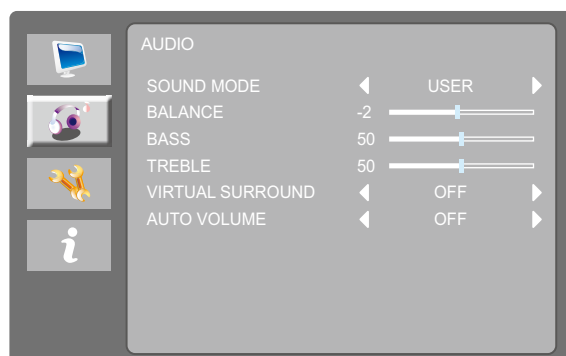 AUDIO
SOUND MODE USER
BALANCE -2
BASS 50
TREBLE 50
VIRTUAL SURROUND OFF
AUTO VOLUME OFF
i